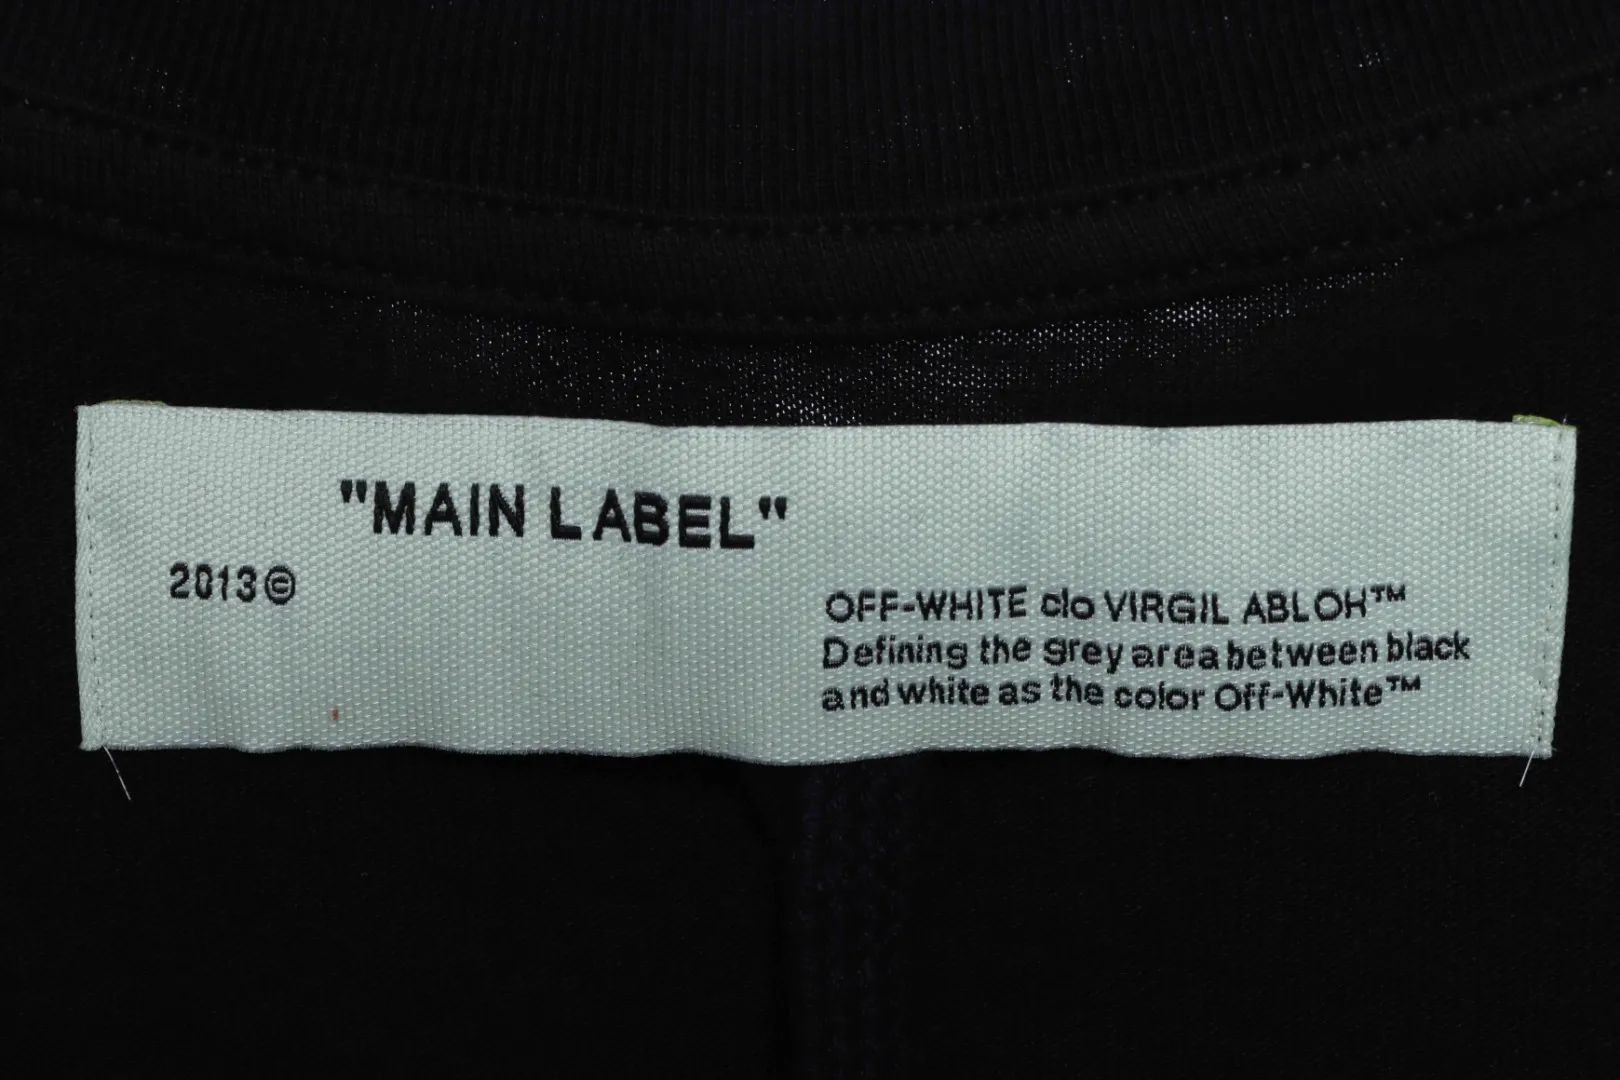 "MAIN LABEL"
2013©
OFF-WHITE c/o VIRGIL ABLOH™
Defining the grey area between black
and white as the color Off-White™